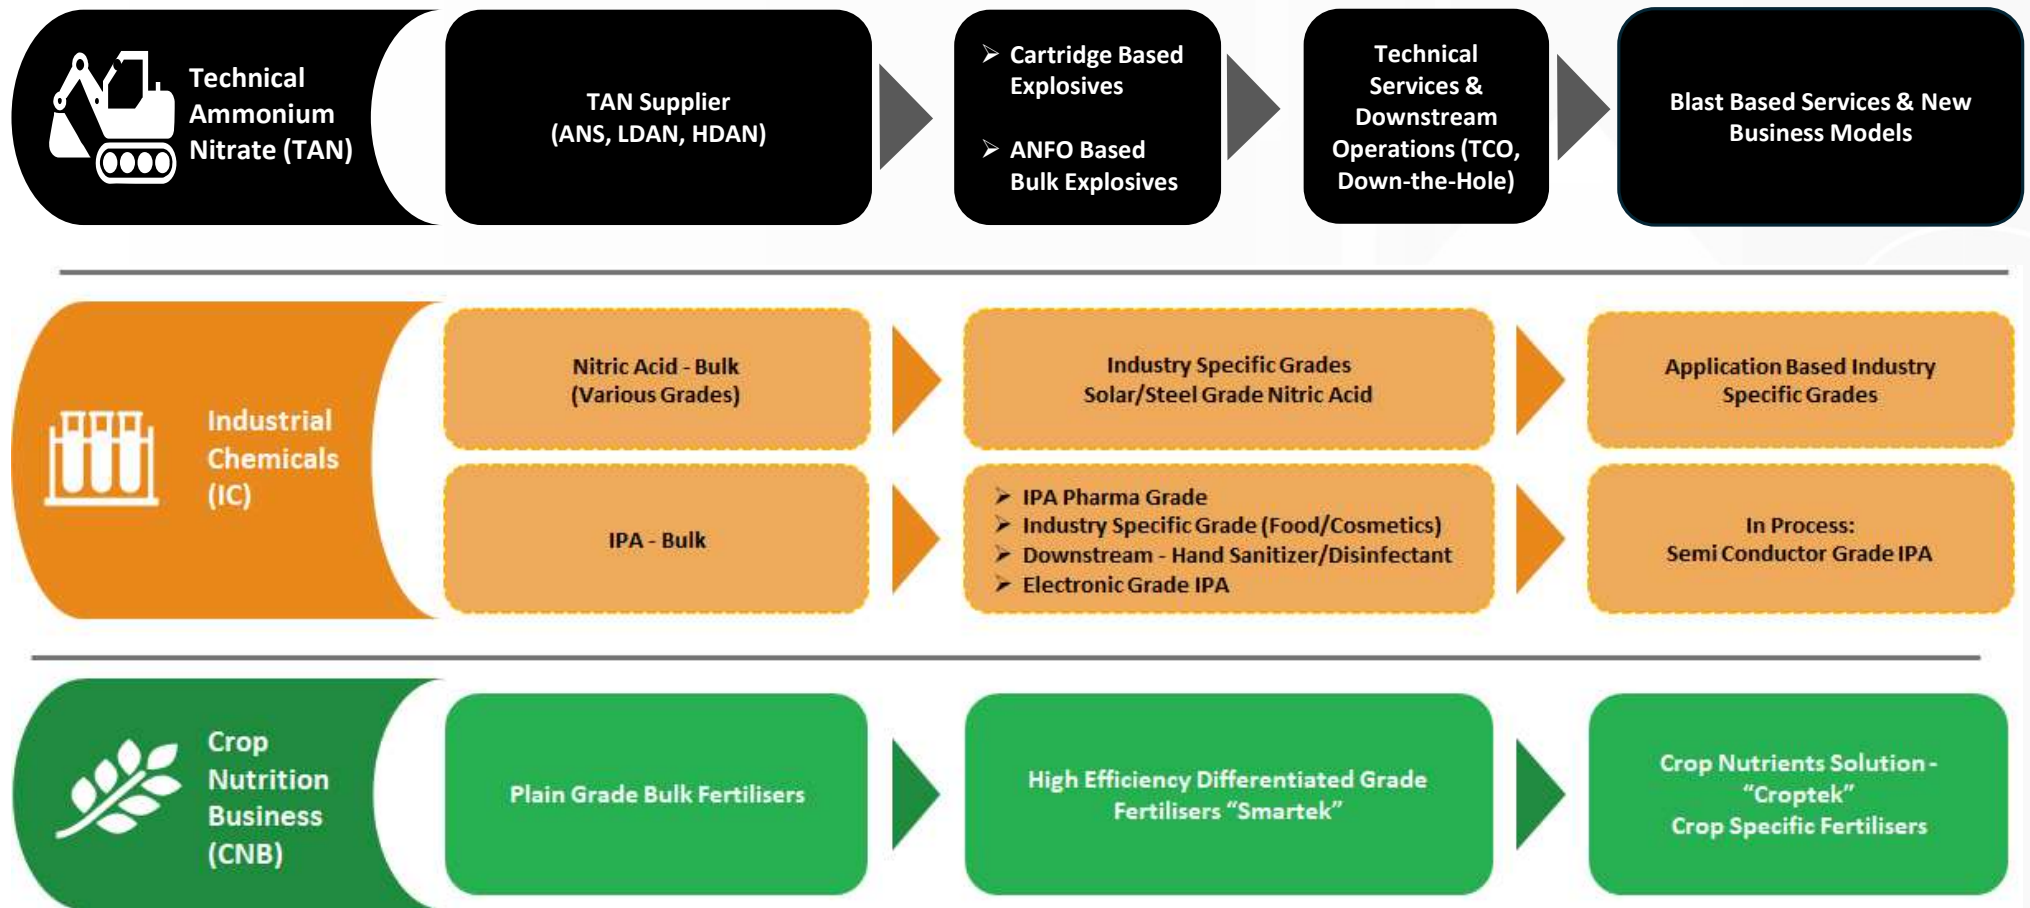 Technical
Ammonium
Nitrate (TAN)
TAN Supplier
(ANS, LDAN, HDAN)
➢ Cartridge Based
Explosives
➢ ANFO Based
Bulk Explosives
Technical
Services &
Downstream
Operations (TCO,
Down-the-Hole)
Blast Based Services & New
Business Models
Industrial
Chemicals
(IC)
Nitric Acid - Bulk
(Various Grades)
Industry Specific Grades
Solar/Steel Grade Nitric Acid
Application Based Industry
Specific Grades
IPA - Bulk
➢ IPA Pharma Grade
➢ Industry Specific Grade (Food/Cosmetics)
➢ Downstream - Hand Sanitizer/Disinfectant
➢ Electronic Grade IPA
In Process:
Semi Conductor Grade IPA
Crop
Nutrition
Business
(CNB)
Plain Grade Bulk Fertilisers
High Efficiency Differentiated Grade
Fertilisers “Smartek”
Crop Nutrients Solution -
“Croptek”
Crop Specific Fertilisers